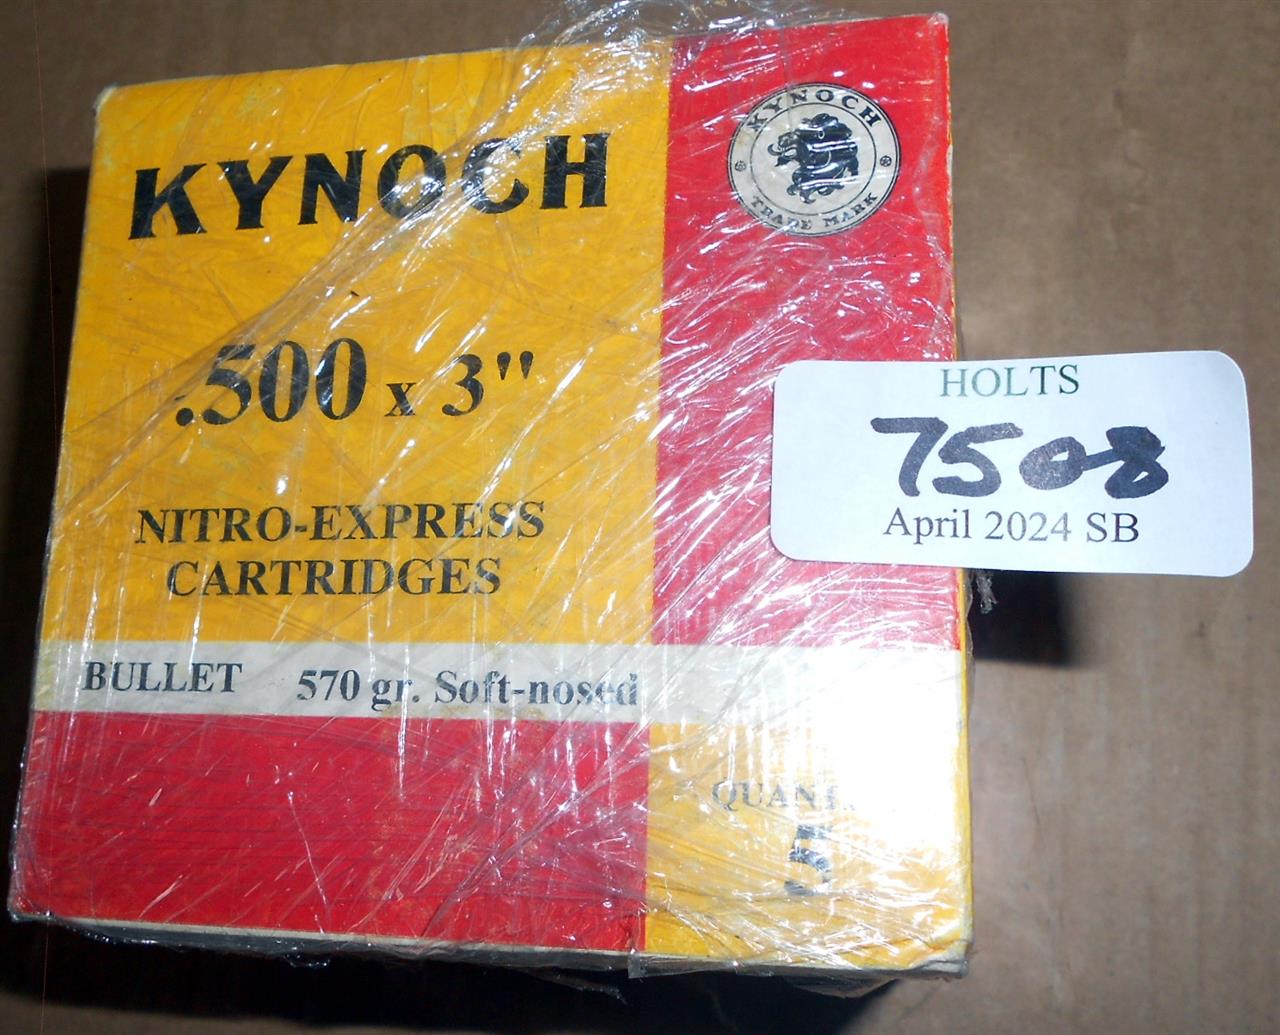 KYNOCH
KYNOCH
TRADE MARK
.500 x 3"
HOLTS
7508
April 2024 SB
NITRO-EXPRESS
CARTRIDGES
BULLET 570 gr. Soft-nosed
5